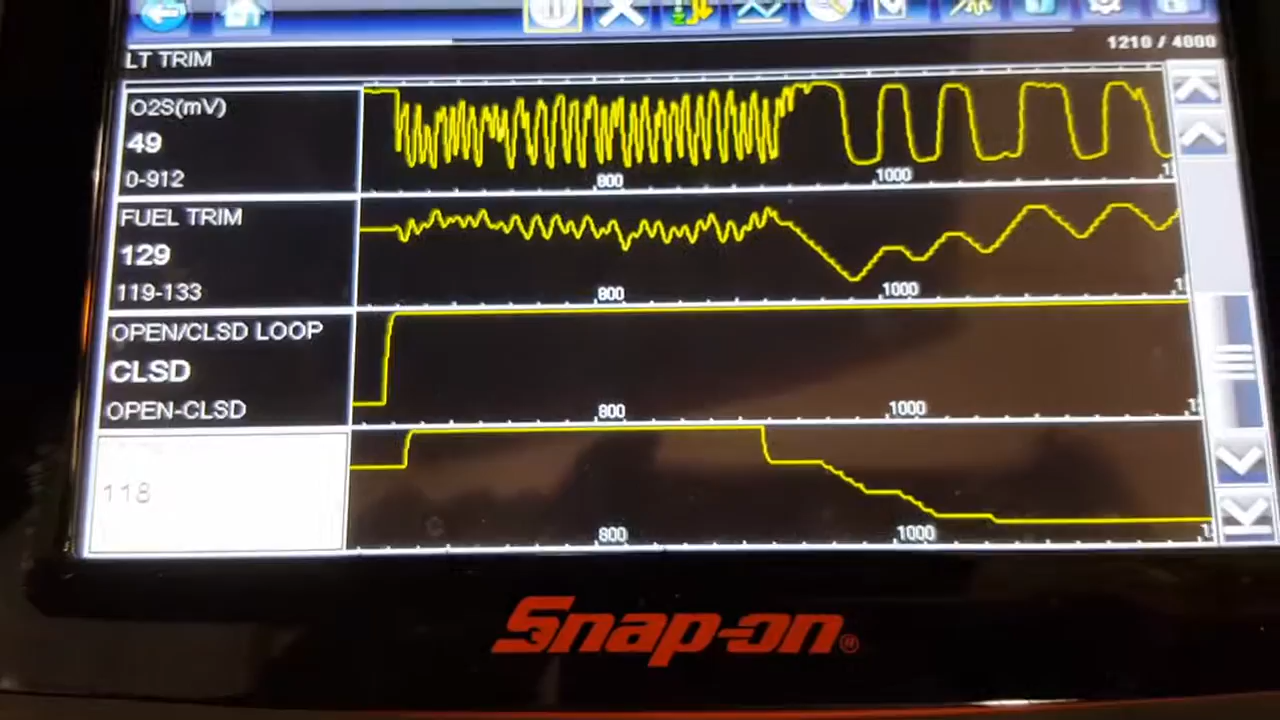 1210 / 4000
LT TRIM
O2S(mV)
49
0-912
800
1000
FUEL TRIM
129
119-133
800
1000
OPEN/CLSD LOOP
CLSD
OPEN-CLSD
800
1000
118
800
1000
Snap-on®